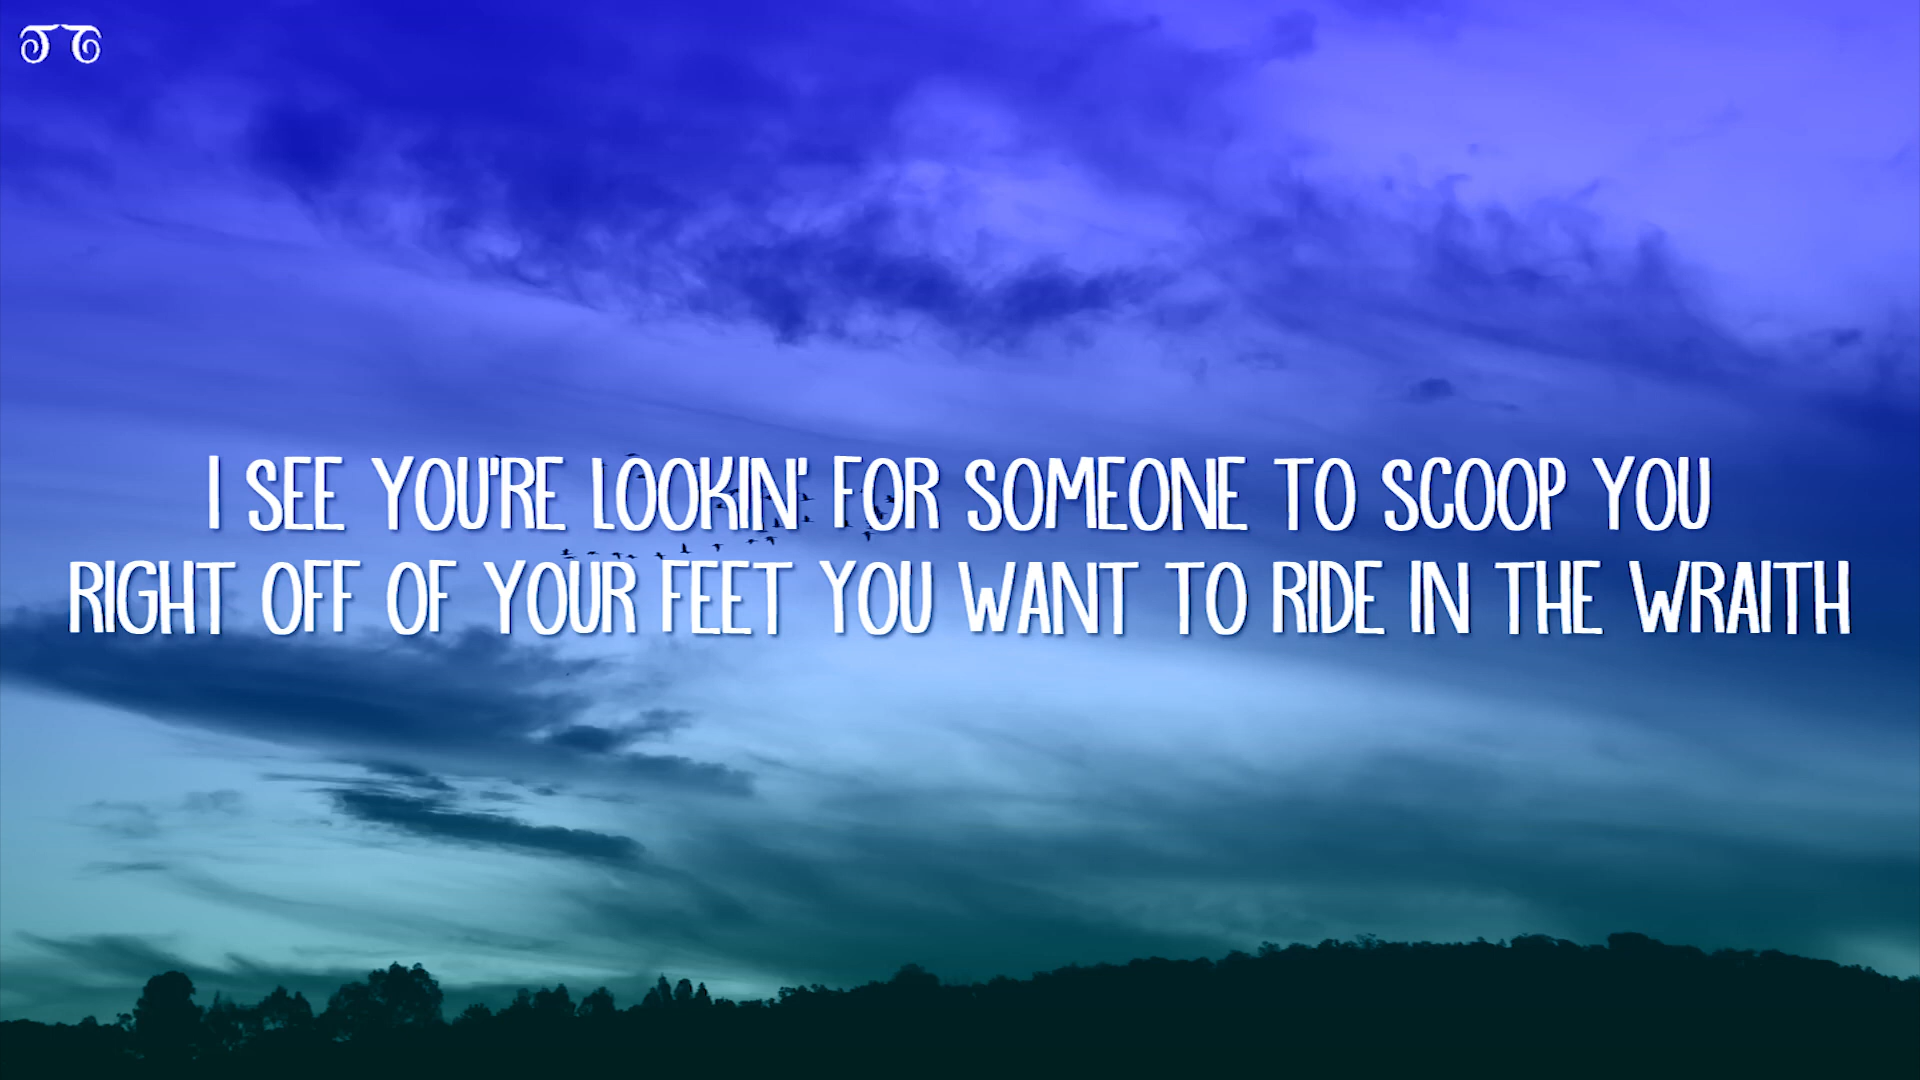 I SEE YOU'RE LOOKIN' FOR SOMEONE TO SCOOP YOU
RIGHT OFF OF YOUR FEET YOU WANT TO RIDE IN THE WRAITH